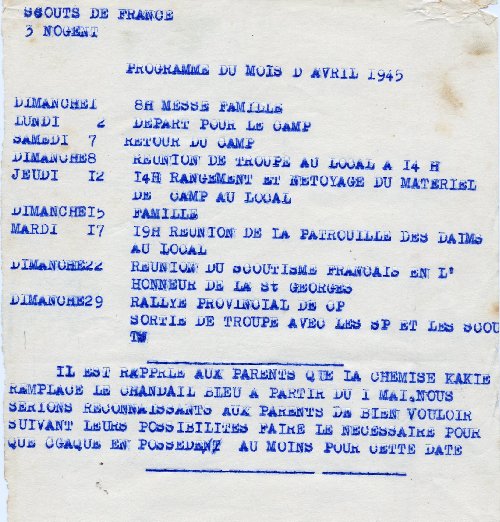 SCOUTS DE FRANCE
3 NOGENT
PROGRAMME DU MOÏS D AVRIL 1945
DIMANCHE1 8H MESSE FAMILLE
LUNDI 2 DEPART POUR LE CAMP
SAMEDI 7 RETOUR DU CAMP
DIMANCHE8 REUNION DE TROUPE AU LOCAL A 14 H
JEUDI 12 14H RANGEMENT ET NETOYAGE DU MATERIEL
DE CAMP AU LOCAL
DIMANCHE15 FAMILLE
MARDI 17 19H REUNION DE LA PATROUILLE DES DAIMS
AU LOCAL
DIMANCHE22 REUNION DU SCOUTISME FRANCAIS EN L'
HONNEUR DE LA St GEORGES
DIMANCHE29 RALLYE PROVINCIAL DE CP
SORTIE DE TROUPE AVEC LES SP ET LES SCOU
TS
IL EST RAPPRLE AUX PARENTS QUE LA CHEMISE KAKIE
REMPLACE LE CHANDAIL BLEU A PARTIR DU 1 MAI.NOUS
SERIONS RECONNAISSANTS AUX PARENTS DE BIEN VOULOIR
SUIVANT LEURS POSSIBILITES FAIRE LE NECESSAIRE POUR
QUE CGAQUE EN POSSEDENT AU MOINS POUR CETTE DATE